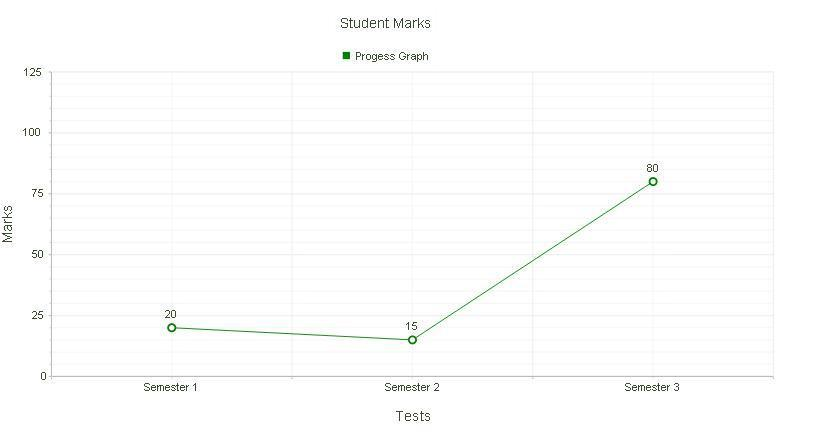 Student Marks
Progess Graph
125
100
75
50
25
0
Marks
20
15
80
Semester 1
Semester 2
Semester 3
Tests